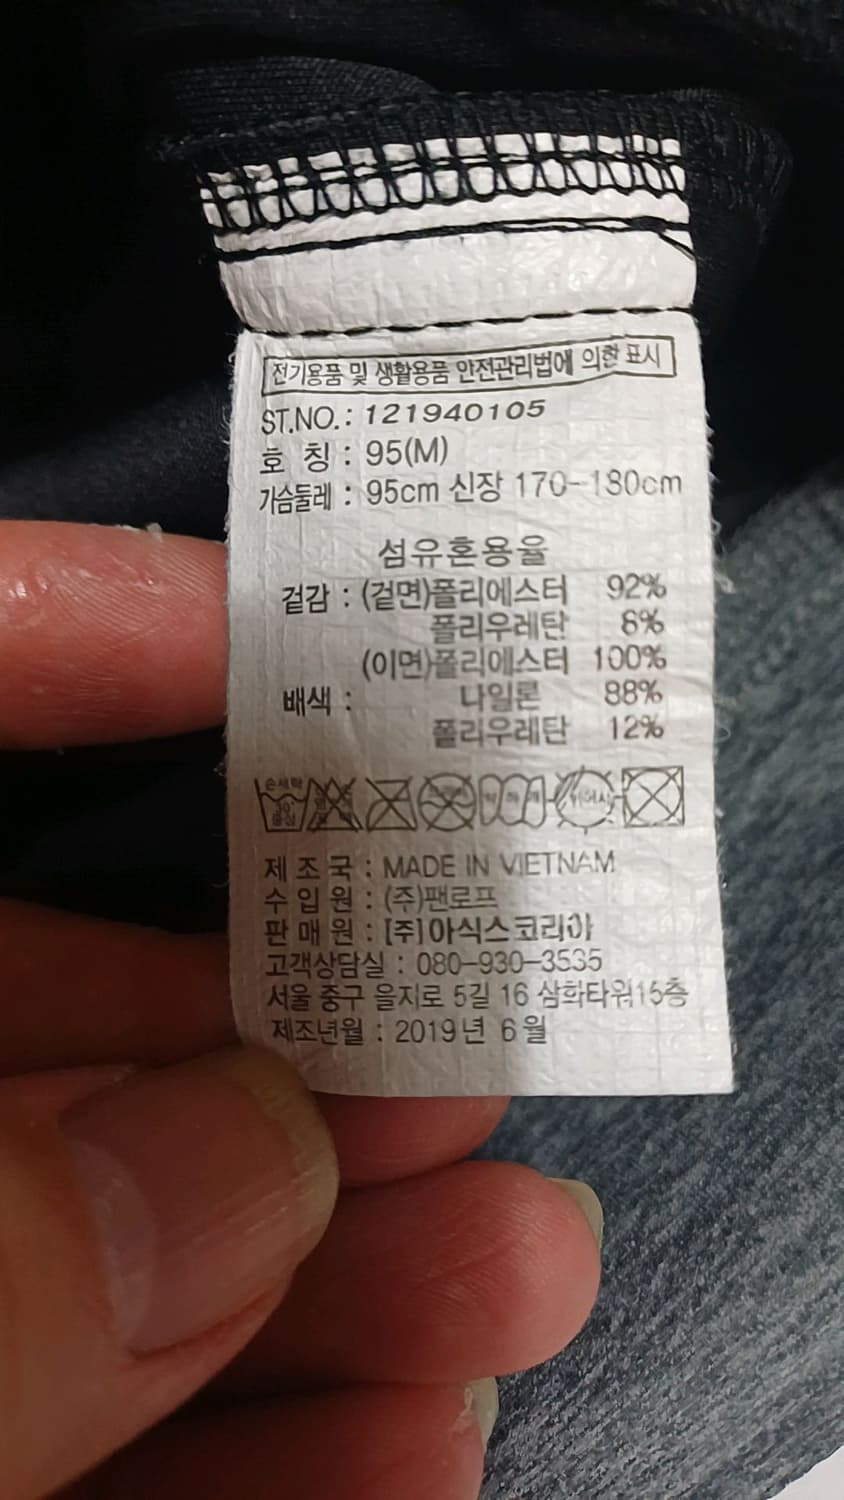 전기용품 및 생활용품 안전관리법에 의한 표시
ST.NO.: 121940105
호 칭 : 95(M)
가슴둘레 : 95cm 신장 170-180cm
섬유혼용율
겉감 : (겉면)폴리에스터 92%
폴리우레탄 8%
(이면)폴리에스터 100%
배색 : 나일론 88%
폴리우레탄 12%
손세탁
제 조 국 : MADE IN VIETNAM
수 입 원 : (주)팬로프
판 매 원 : [주]아식스코리아
고객상담실 : 080-930-3535
서울 중구 을지로 5길 16 삼화타워15층
제조년월 : 2019년 6월